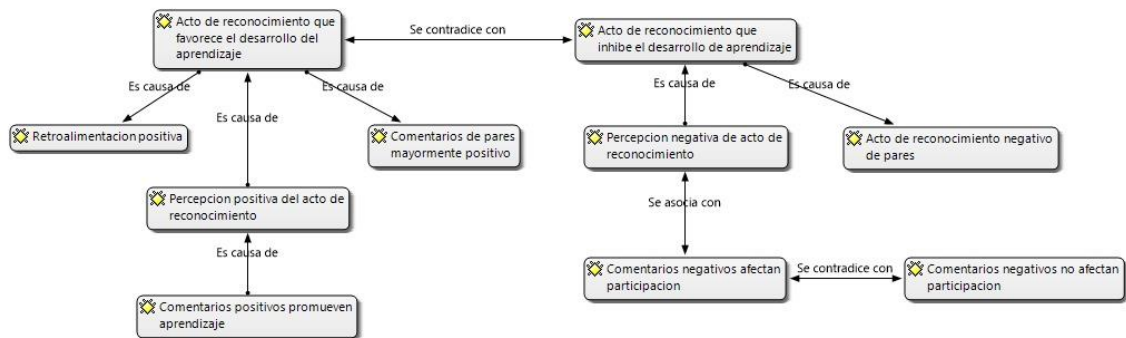 Acto de reconocimiento que
favorece el desarrollo del
aprendizaje
Se contradice con
Acto de reconocimiento que
inhibe el desarrollo de aprendizaje
Es causa de
Es causa de
Es causa de
Es causa de
Es causa de
Retroalimentacion positiva
Comentarios de pares
mayormente positivo
Percepcion negativa de acto de
reconocimiento
Acto de reconocimiento negativo
de pares
Percepcion positiva del acto de
reconocimiento
Se asocia con
Es causa de
Comentarios negativos afectan
participacion
Se contradice con
Comentarios negativos no afectan
participacion
Comentarios positivos promueven
aprendizaje